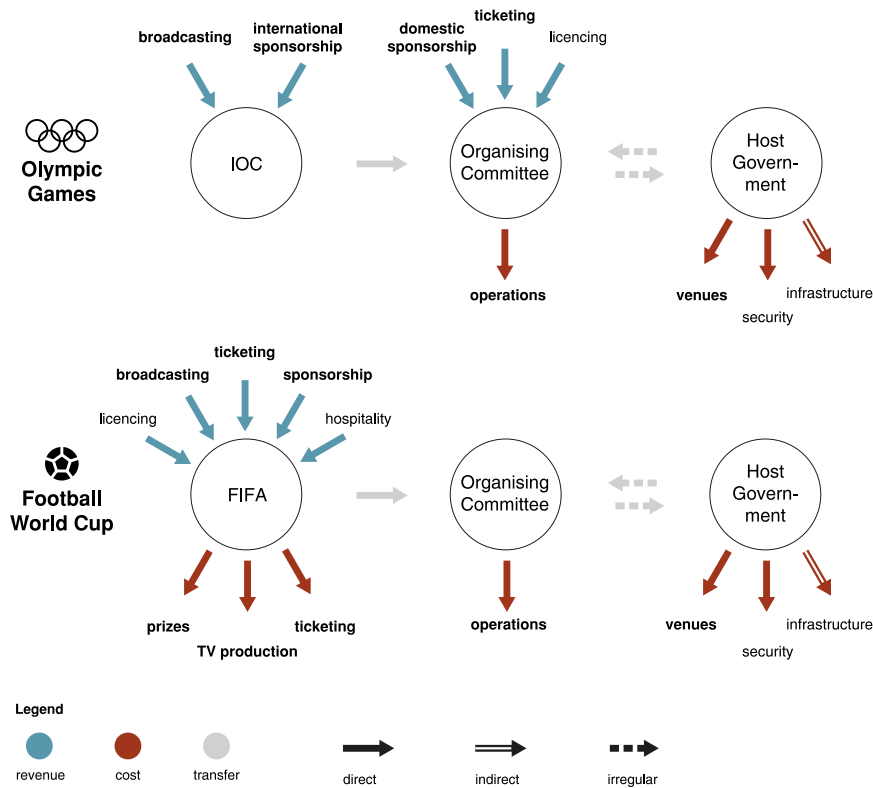 broadcasting
international
sponsorship
domestic
sponsorship
ticketing
licencing
Olympic
Games
IOC
Organising
Committee
Host
Govern-
ment
operations
venues
security
infrastructure
ticketing
broadcasting
sponsorship
licencing
hospitality
Football
World Cup
FIFA
Organising
Committee
Host
Govern-
ment
prizes
TV production
ticketing
operations
venues
security
infrastructure
Legend
revenue
cost
transfer
direct
indirect
irregular